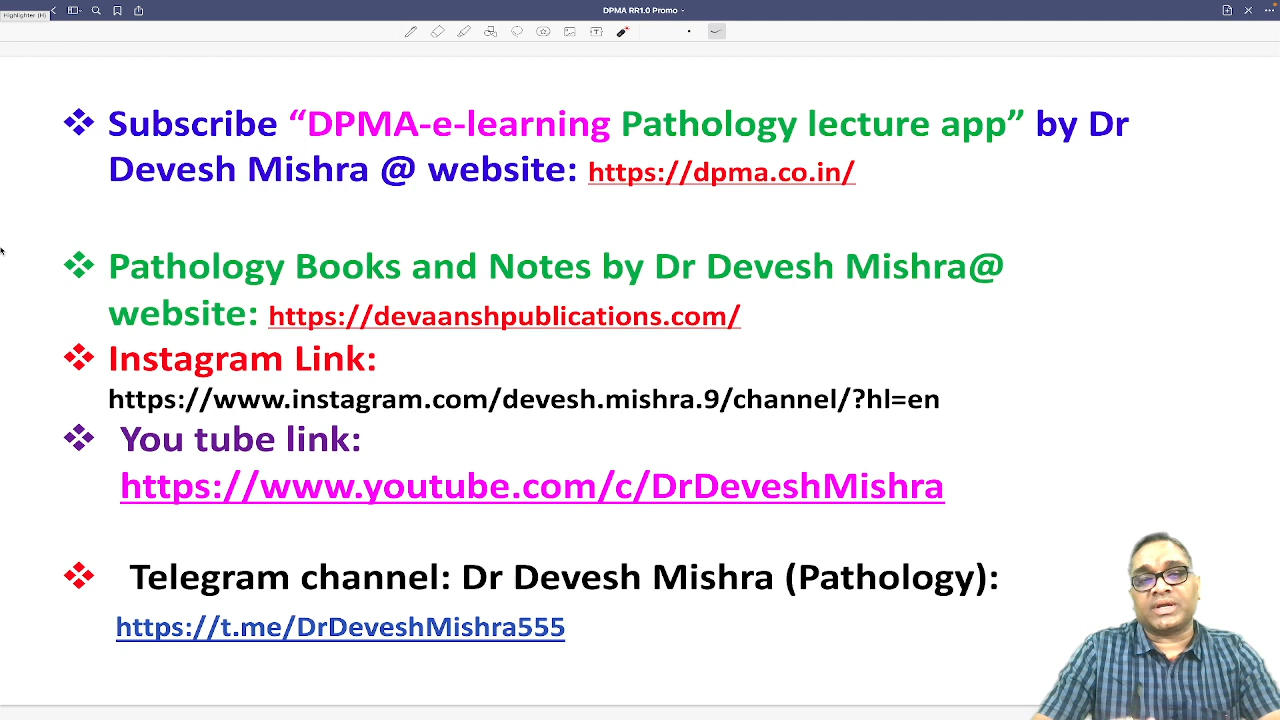 Highlighter (H)
DPMA RR1.0 Promo
❖ Subscribe “DPMA-e-learning Pathology lecture app” by Dr
Devesh Mishra @ website: https://dpma.co.in/
❖ Pathology Books and Notes by Dr Devesh Mishra@
website: https://devaanshpublications.com/
❖ Instagram Link:
https://www.instagram.com/devesh.mishra.9/channel/?hl=en
❖ You tube link:
https://www.youtube.com/c/DrDeveshMishra
❖ Telegram channel: Dr Devesh Mishra (Pathology):
https://t.me/DrDeveshMishra555